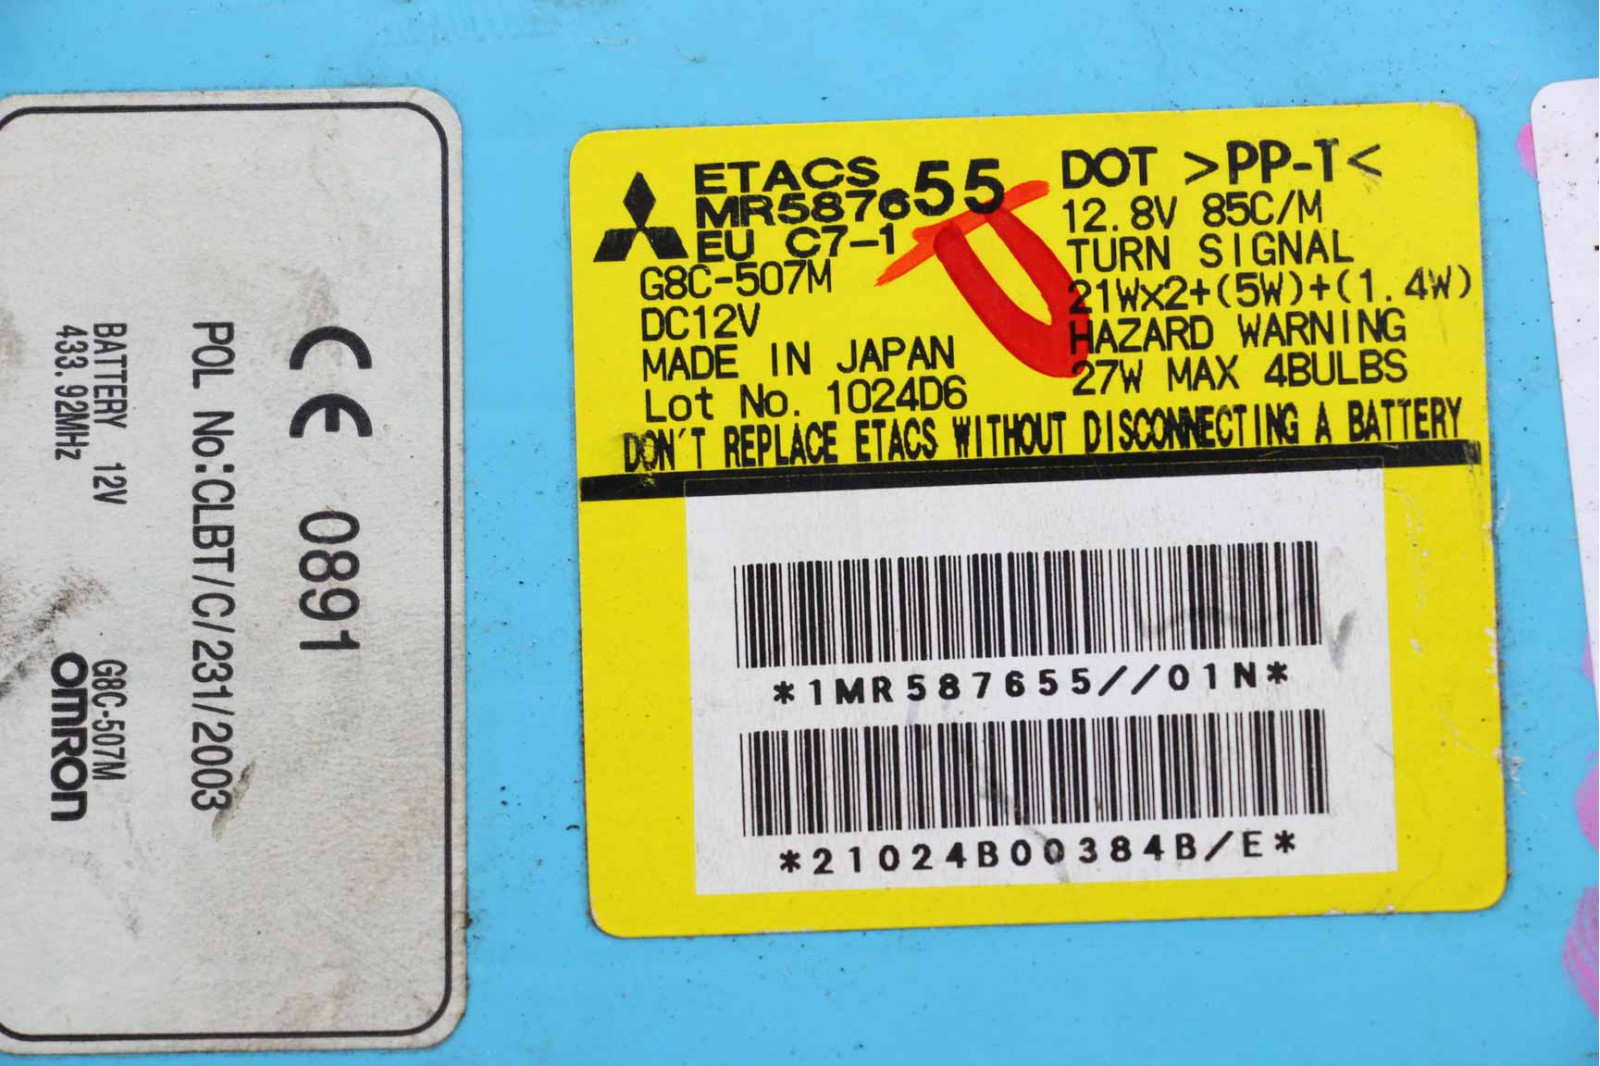 CE 0891
POL No:CLBT/C/231/2003
BATTERY 12V G8C-507M
433.92MHz OMRON
ETACS
MR587655
EU C7-1
G8C-507M
DC12V
MADE IN JAPAN
Lot No. 1024D6
DOT >PP-T<
12.8V 85C/M
TURN SIGNAL
21Wx2+(5W)+(1.4W)
HAZARD WARNING
27W MAX 4BULBS
DON'T REPLACE ETACS WITHOUT DISCONNECTING A BATTERY
*1MR587655//01N*
*21024B00384B/E*